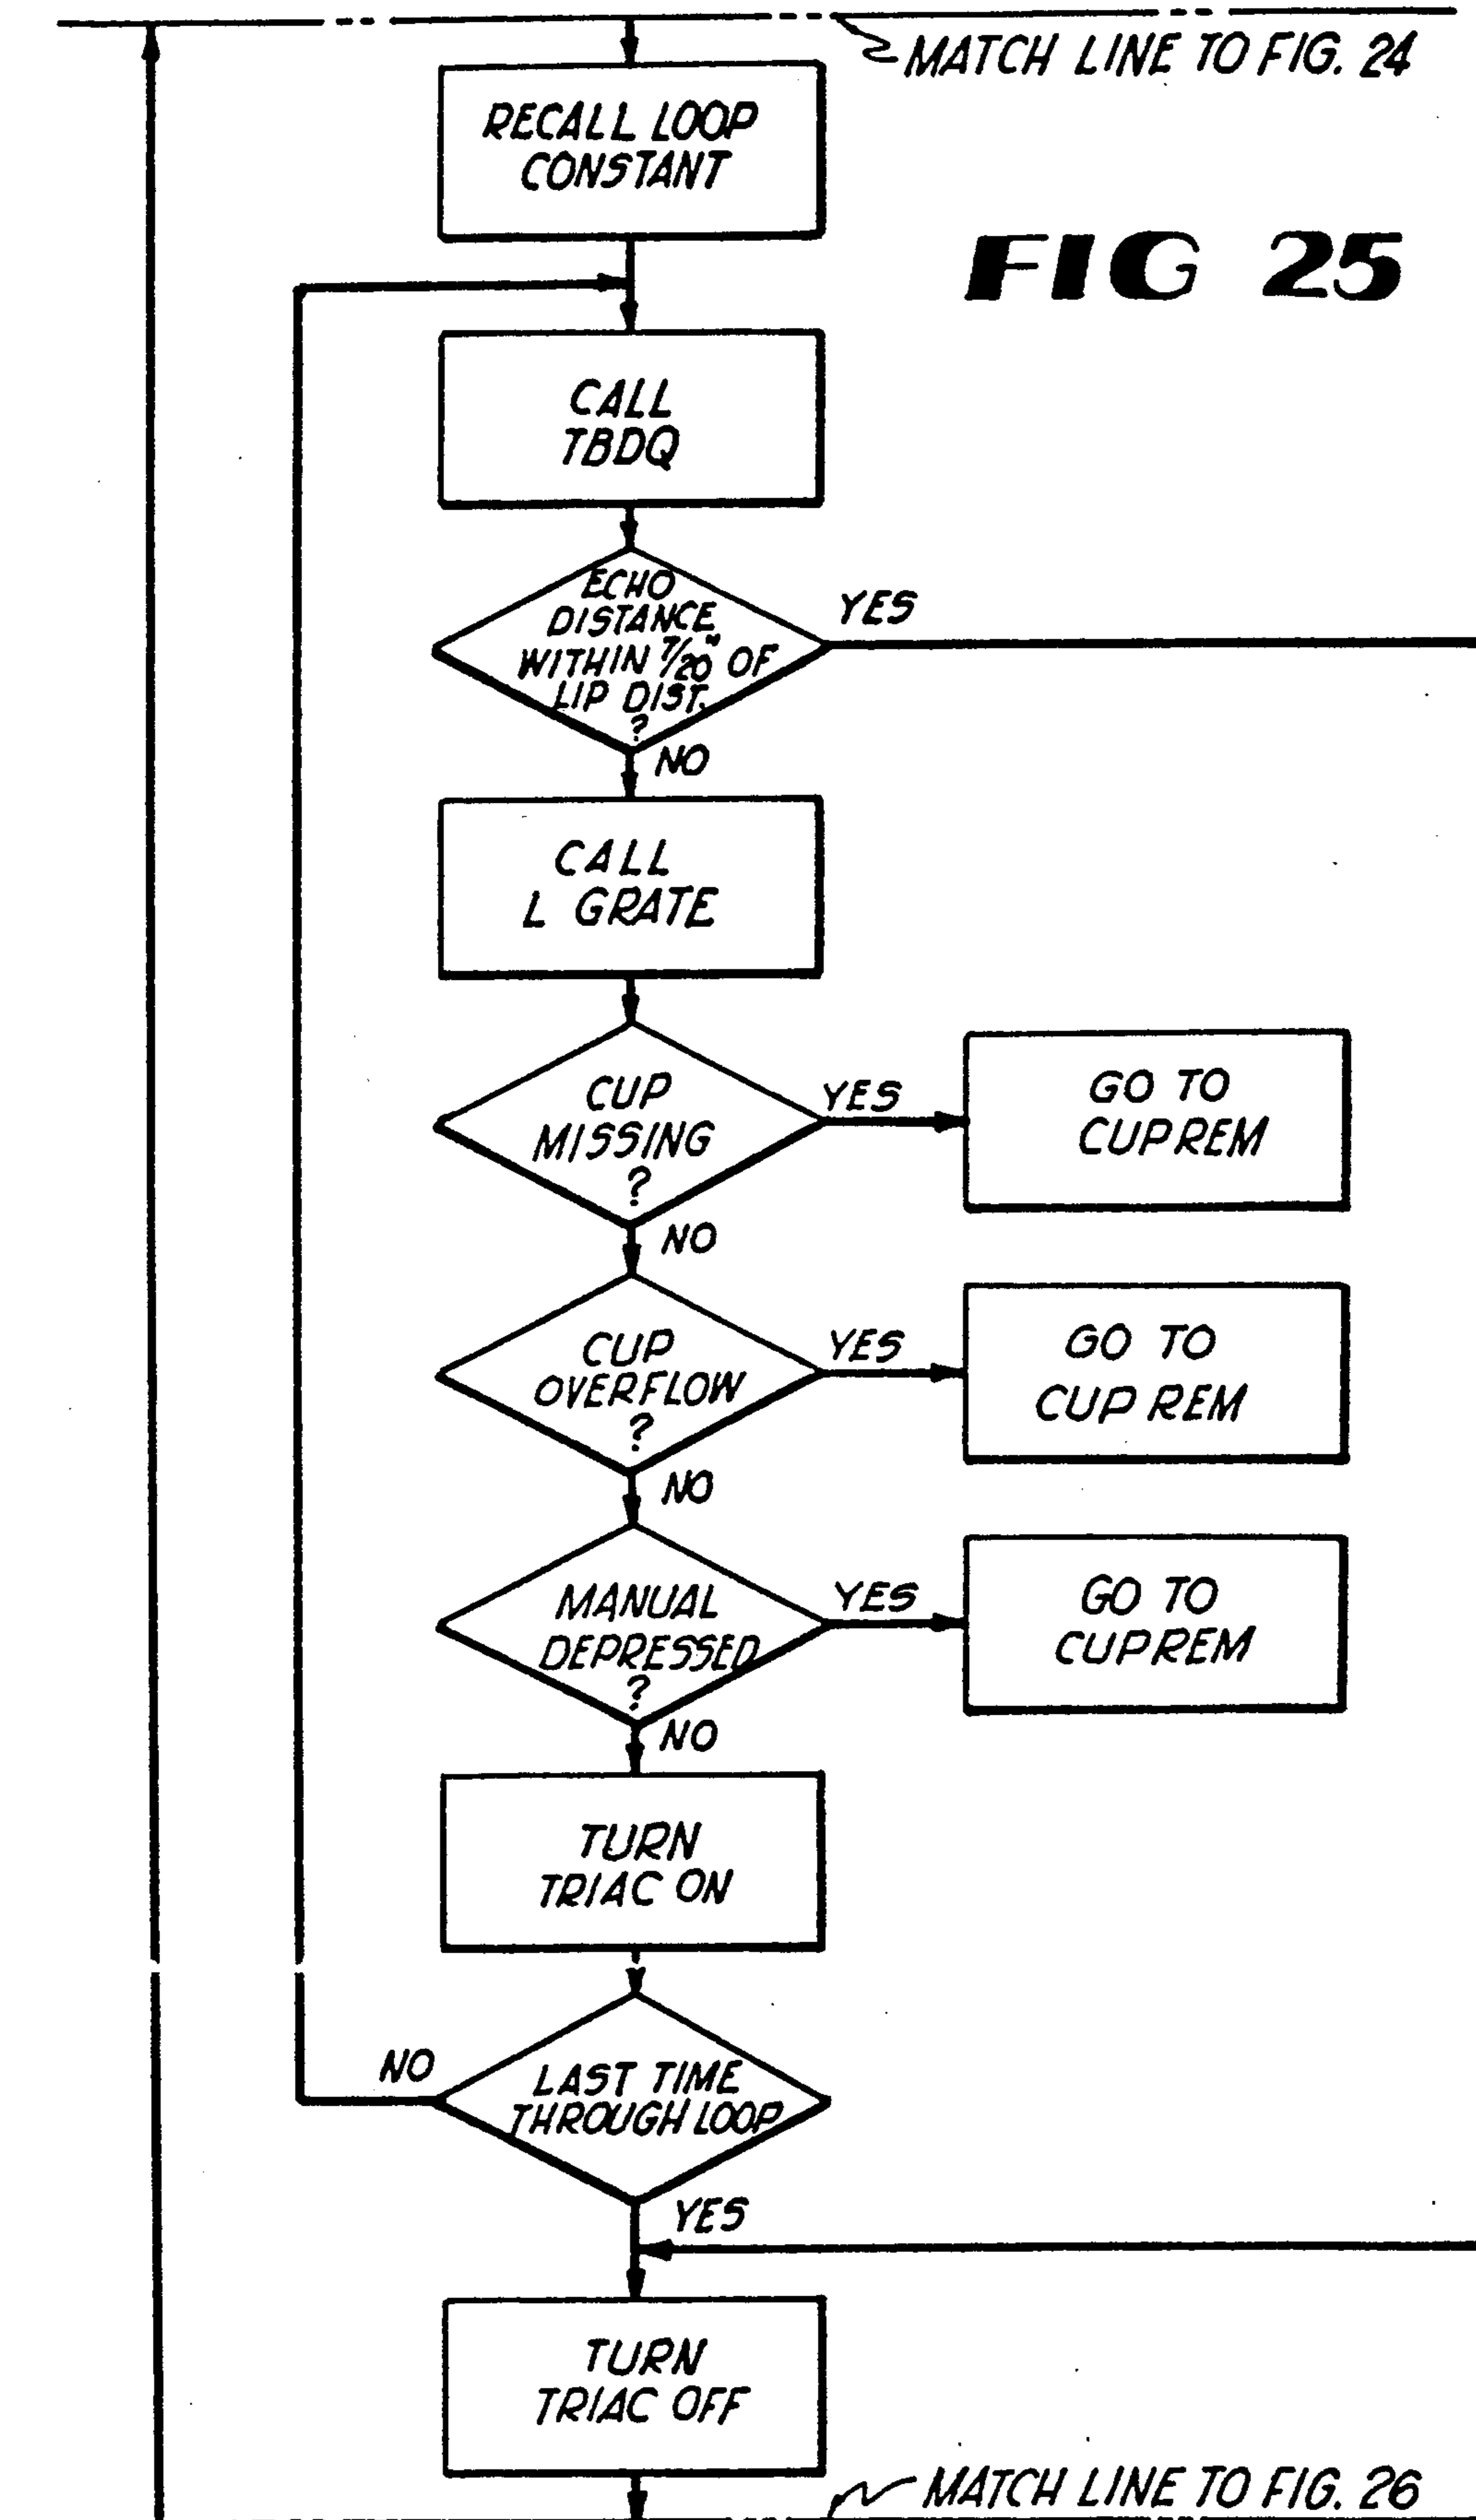 MATCH LINE TO FIG. 24
RECALL LOOP
CONSTANT
FIG 25
CALL
TBDQ
ECHO
DISTANCE
WITHIN 7/20" OF
LIP DIST.
?
YES
NO
CALL
L GRATE
CUP
MISSING
?
YES
GO TO
CUPREM
NO
CUP
OVERFLOW
?
YES
GO TO
CUP REM
NO
MANUAL
DEPRESSED
?
YES
GO TO
CUPREM
NO
TURN
TRIAC ON
NO
LAST TIME
THROUGH LOOP
YES
TURN
TRIAC OFF
MATCH LINE TO FIG. 26